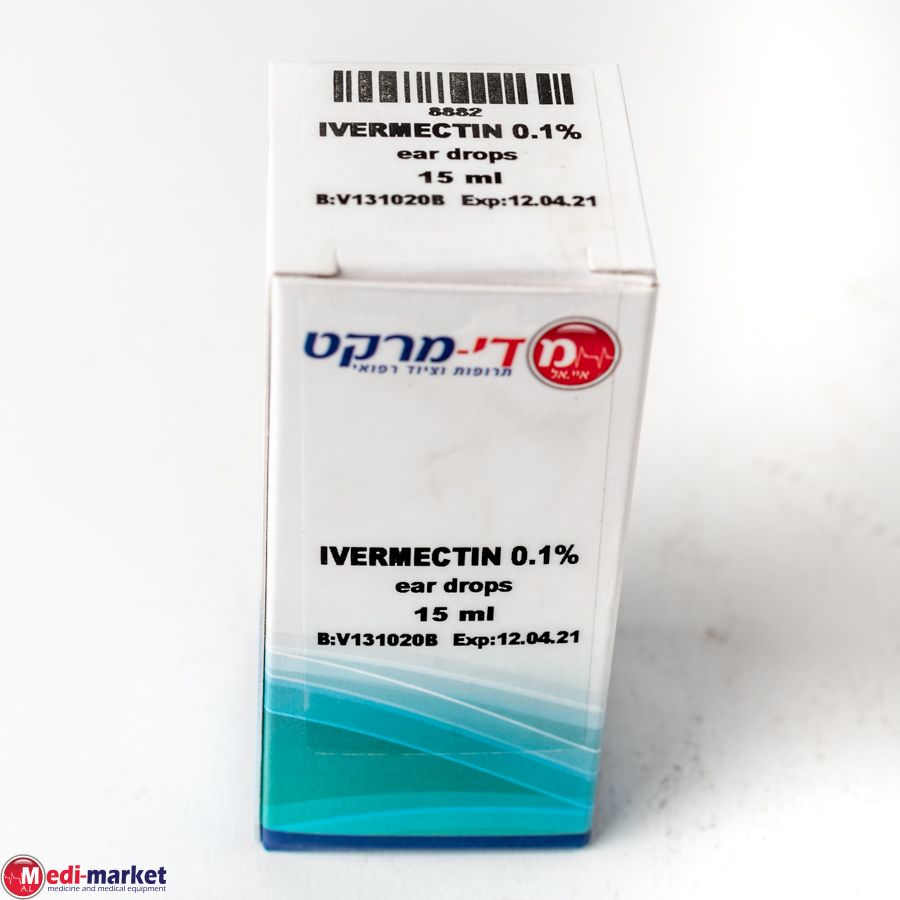 8882
IVERMECTIN 0.1%
ear drops
15 ml
B:V131020B Exp:12.04.21
מדי-מרקט
איי.אל
תרופות וציוד רפואי
IVERMECTIN 0.1%
ear drops
15 ml
B:V131020B Exp:12.04.21
Medi-market
A.L
medicine and medical equipment